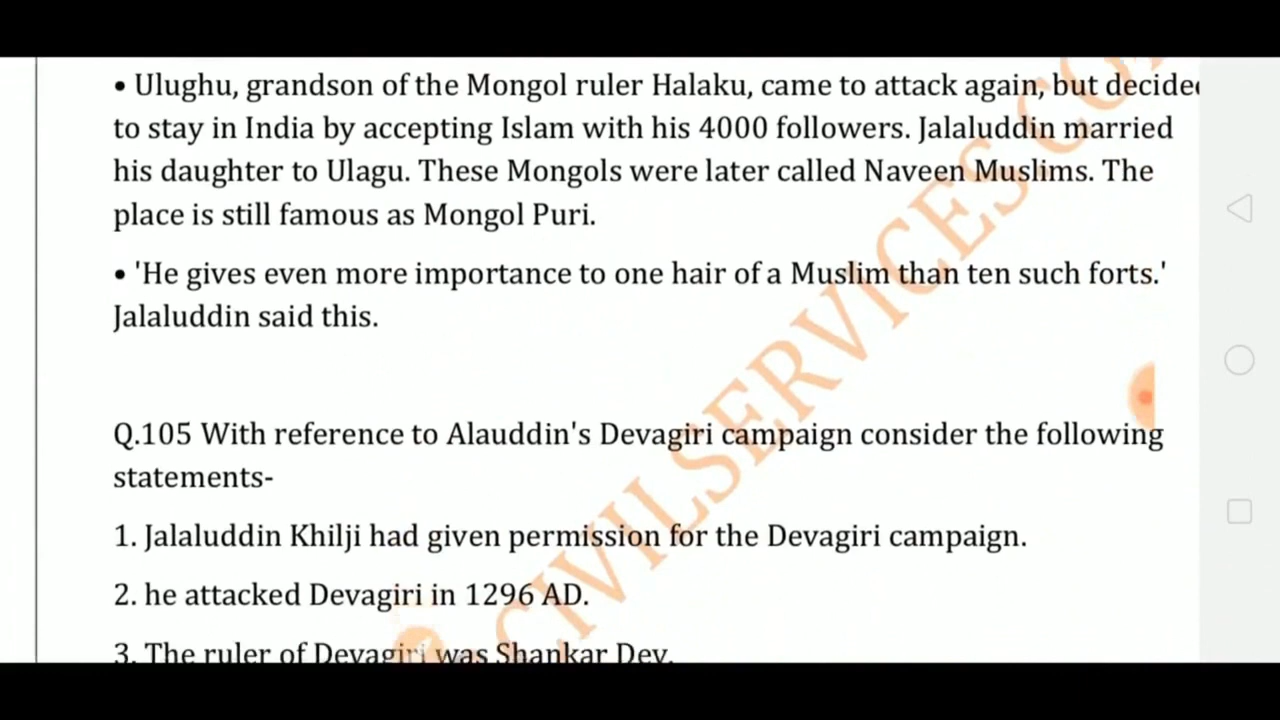 • Ulughu, grandson of the Mongol ruler Halaku, came to attack again, but decided
to stay in India by accepting Islam with his 4000 followers. Jalaluddin married
his daughter to Ulagu. These Mongols were later called Naveen Muslims. The
place is still famous as Mongol Puri.
• 'He gives even more importance to one hair of a Muslim than ten such forts.'
Jalaluddin said this.
Q.105 With reference to Alauddin's Devagiri campaign consider the following
statements-
1. Jalaluddin Khilji had given permission for the Devagiri campaign.
2. he attacked Devagiri in 1296 AD.
3. The ruler of Devagiri was Shankar Dev.
CIVILSERVICES.CO